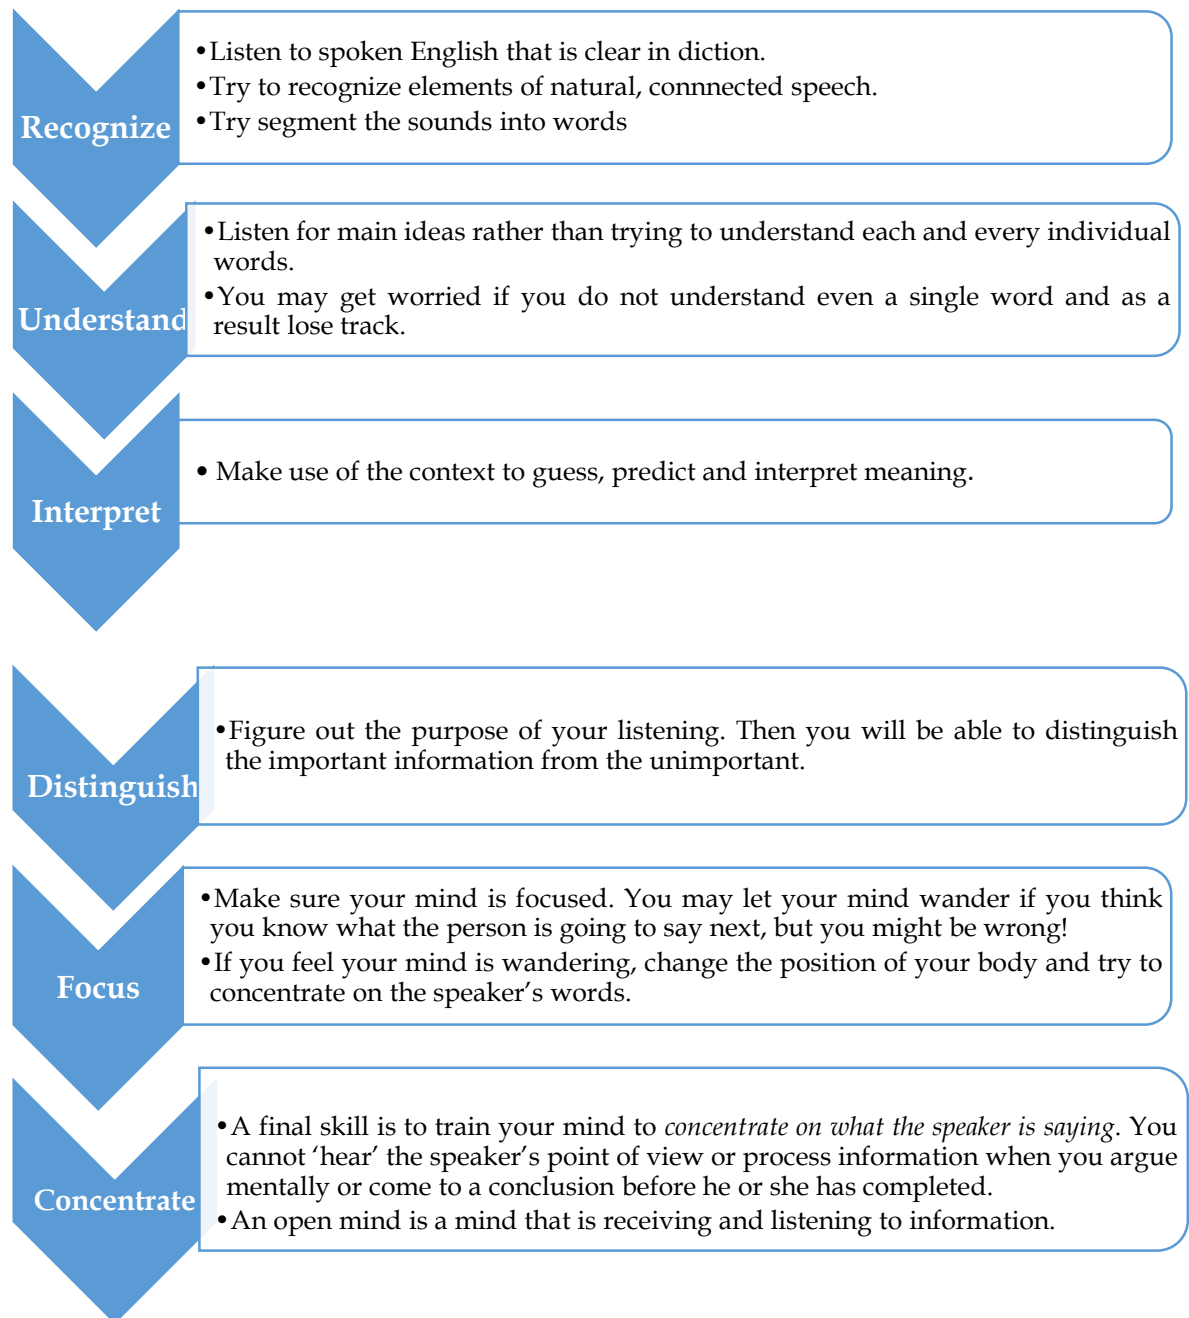 Recognize
•Listen to spoken English that is clear in diction.
•Try to recognize elements of natural, connnected speech.
•Try segment the sounds into words
Understand
•Listen for main ideas rather than trying to understand each and every individual
words.
•You may get worried if you do not understand even a single word and as a
result lose track.
Interpret
• Make use of the context to guess, predict and interpret meaning.
Distinguish
•Figure out the purpose of your listening. Then you will be able to distinguish
the important information from the unimportant.
Focus
•Make sure your mind is focused. You may let your mind wander if you think
you know what the person is going to say next, but you might be wrong!
•If you feel your mind is wandering, change the position of your body and try to
concentrate on the speaker’s words.
Concentrate
•A final skill is to train your mind to concentrate on what the speaker is saying. You
cannot ‘hear’ the speaker’s point of view or process information when you argue
mentally or come to a conclusion before he or she has completed.
•An open mind is a mind that is receiving and listening to information.